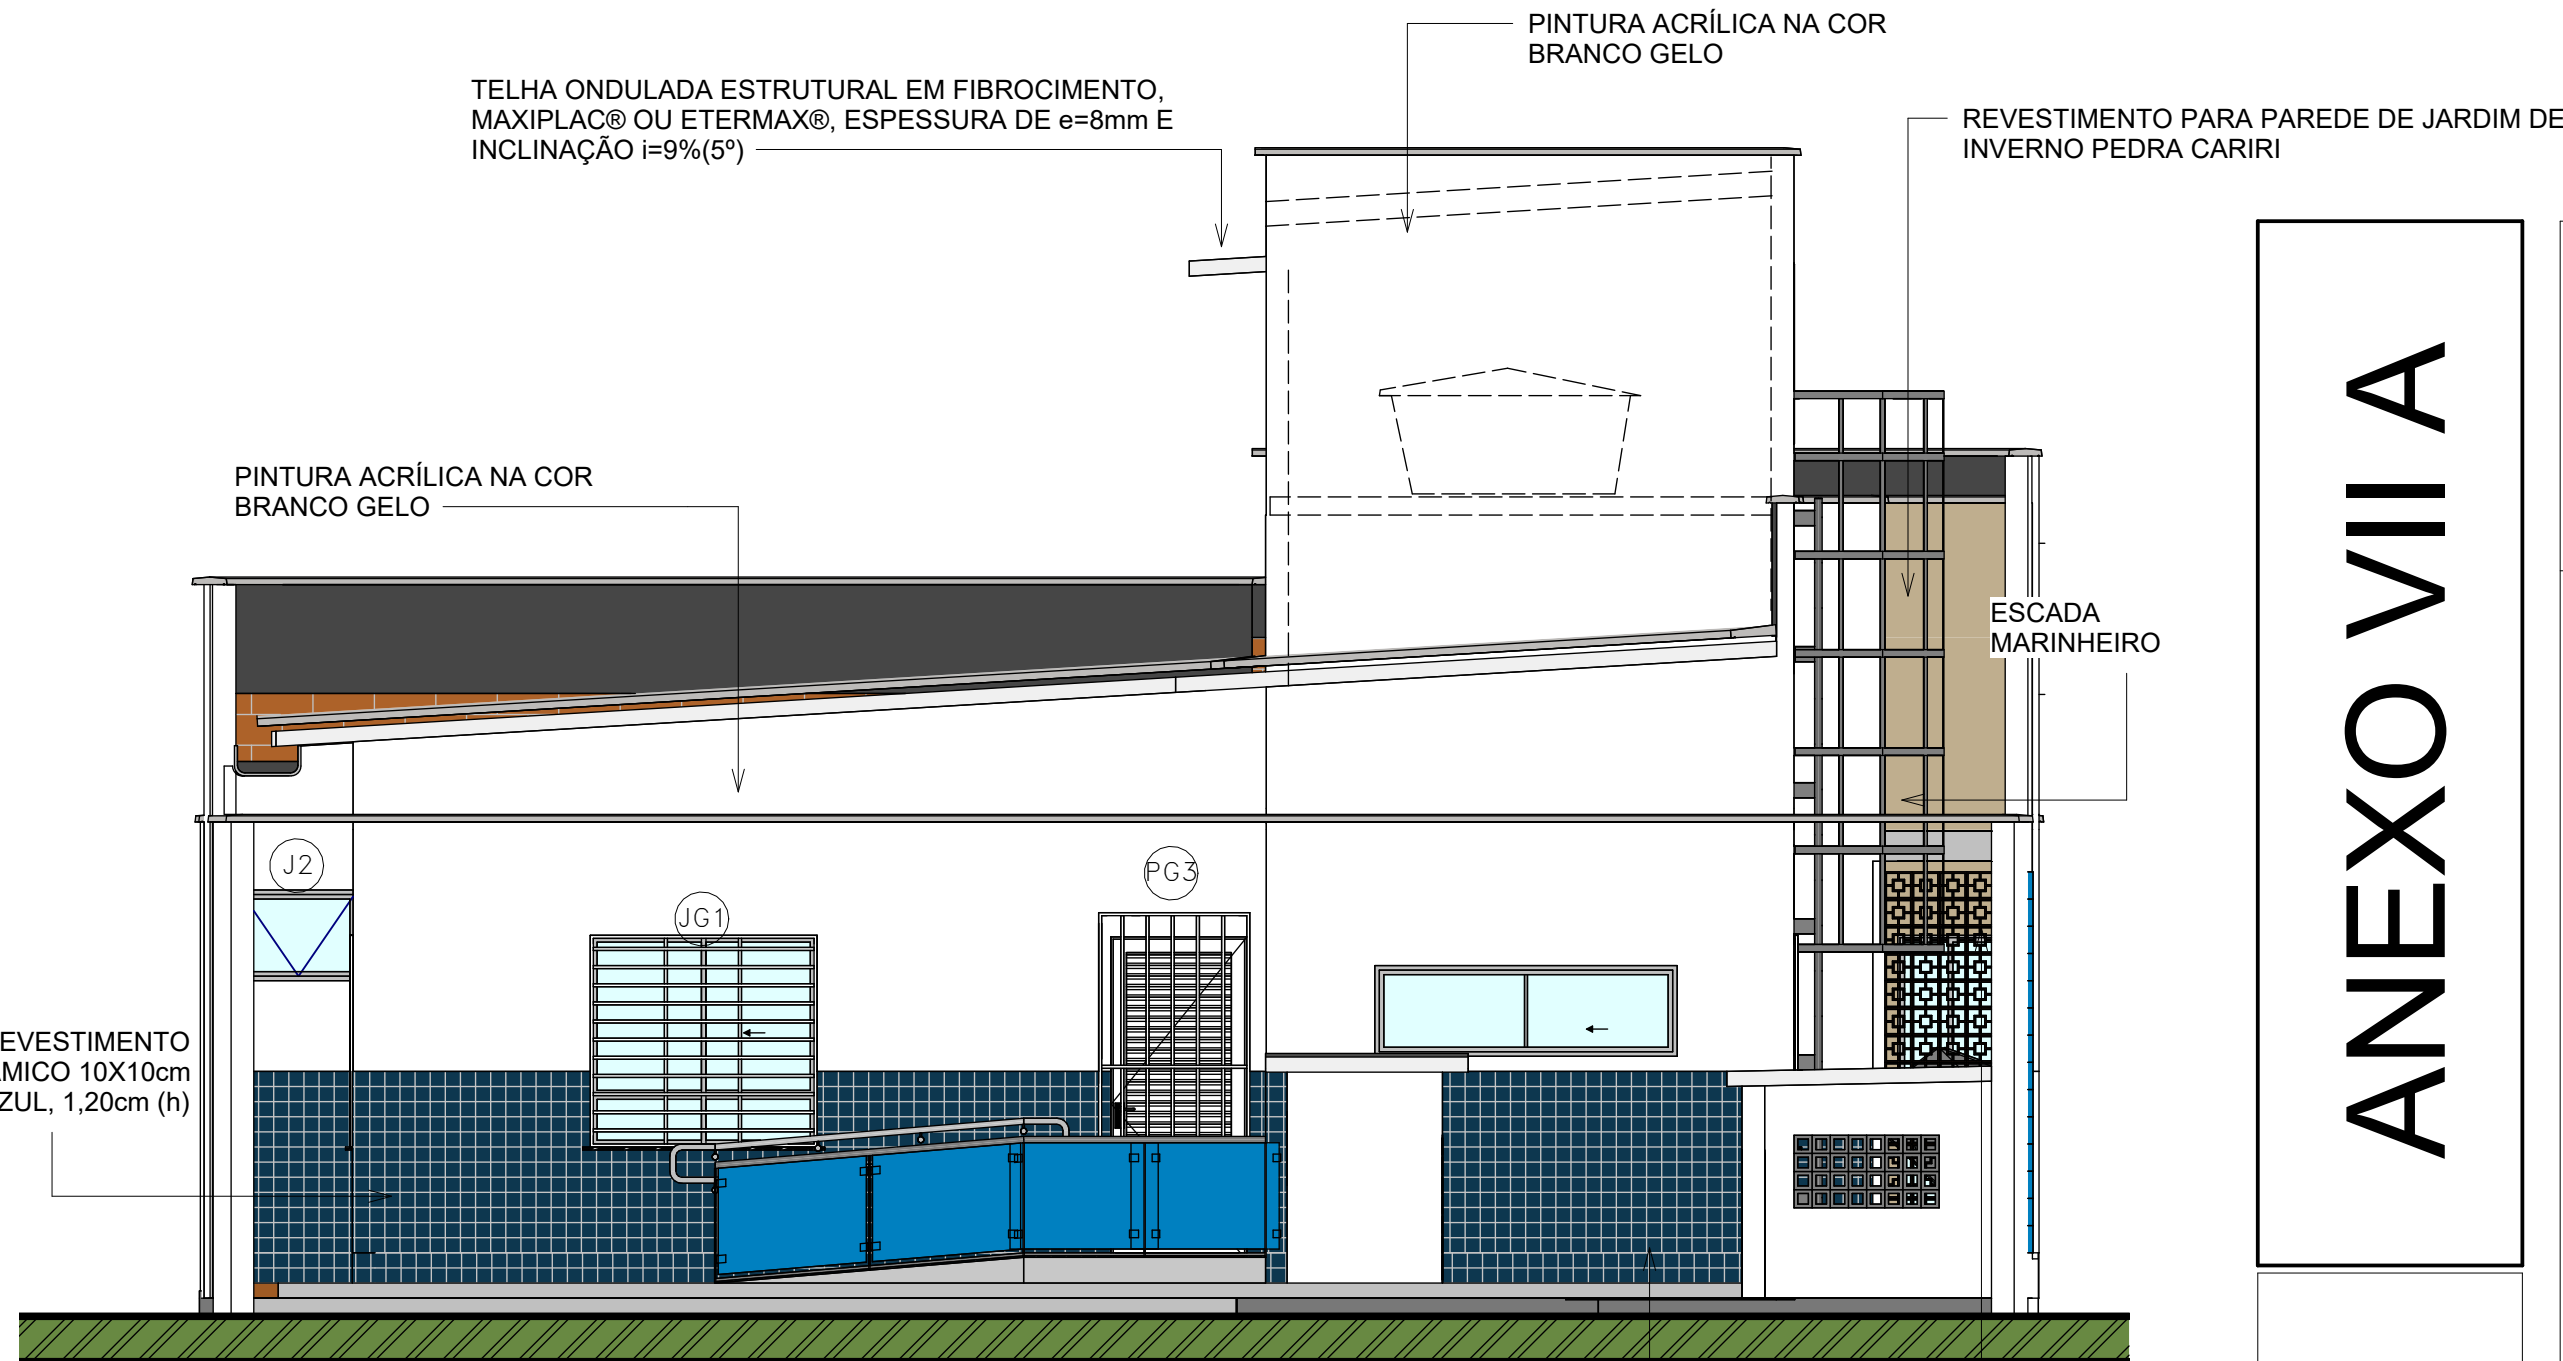 PINTURA ACRÍLICA NA COR
BRANCO GELO
TELHA ONDULADA ESTRUTURAL EM FIBROCIMENTO,
MAXIPLAC® OU ETERMAX®, ESPESSURA DE e=8mm E
INCLINAÇÃO i=9%(5º)
REVESTIMENTO PARA PAREDE DE JARDIM DE
INVERNO PEDRA CARIRI
PINTURA ACRÍLICA NA COR
BRANCO GELO
ESCADA
MARINHEIRO
J2
JG1
PG3
EVESTIMENTO
ÂMICO 10X10cm
ZUL, 1,20cm (h)
ANEXO VIII A